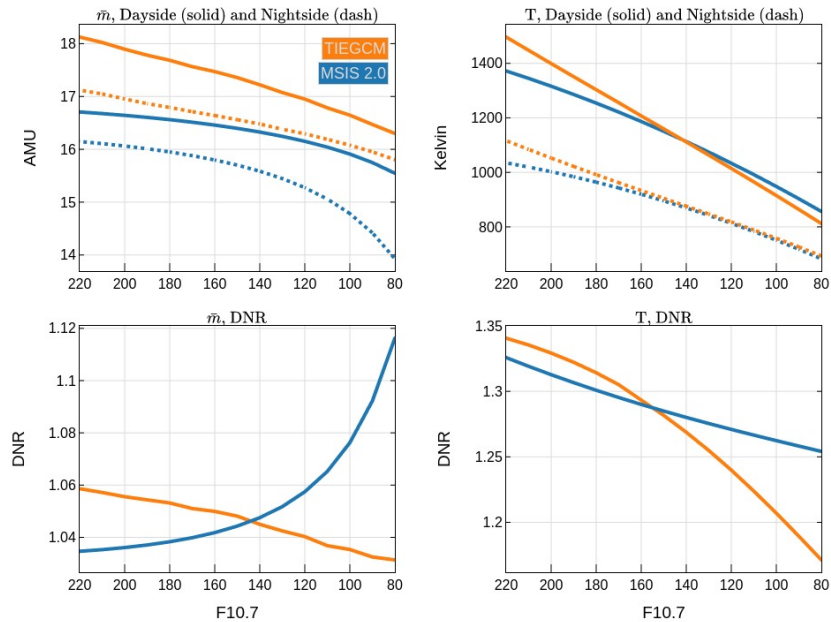 m̄, Dayside (solid) and Nightside (dash)
T, Dayside (solid) and Nightside (dash)
18
17
16
15
14
AMU
TIEGCM
MSIS 2.0
220 200 180 160 140 120 100 80
1400
1200
1000
800
Kelvin
220 200 180 160 140 120 100 80
m̄, DNR
T, DNR
1.12
1.1
1.08
1.06
1.04
DNR
220 200 180 160 140 120 100 80
F10.7
1.35
1.3
1.25
1.2
DNR
220 200 180 160 140 120 100 80
F10.7